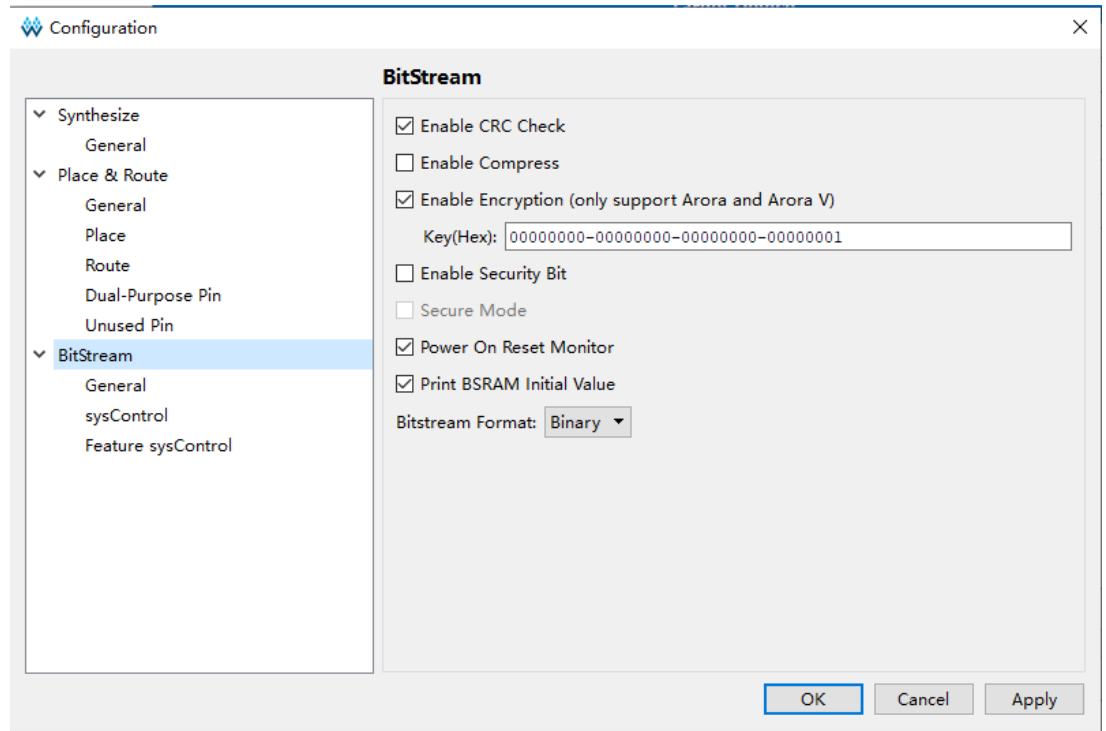 Configuration
BitStream
Synthesize
General
Place & Route
General
Place
Route
Dual-Purpose Pin
Unused Pin
BitStream
General
sysControl
Feature sysControl
Enable CRC Check
Enable Compress
Enable Encryption (only support Arora and Arora V)
Key(Hex): 00000000-00000000-00000000-00000001
Enable Security Bit
Secure Mode
Power On Reset Monitor
Print BSRAM Initial Value
Bitstream Format: Binary
OK Cancel Apply